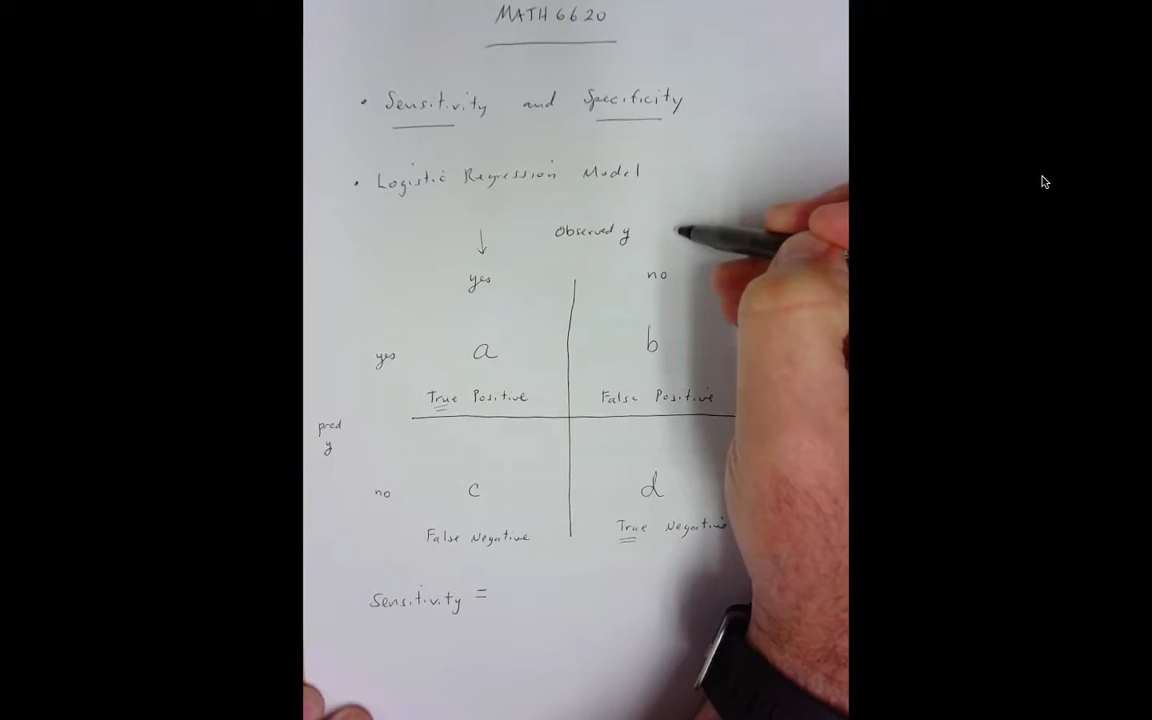 MATH 6620
• Sensitivity and Specificity
• Logistic Regression Model
Observed y
yes no
yes a b
True Positive False Positive
pred
y
no c d
False Negative True Negative
Sensitivity =